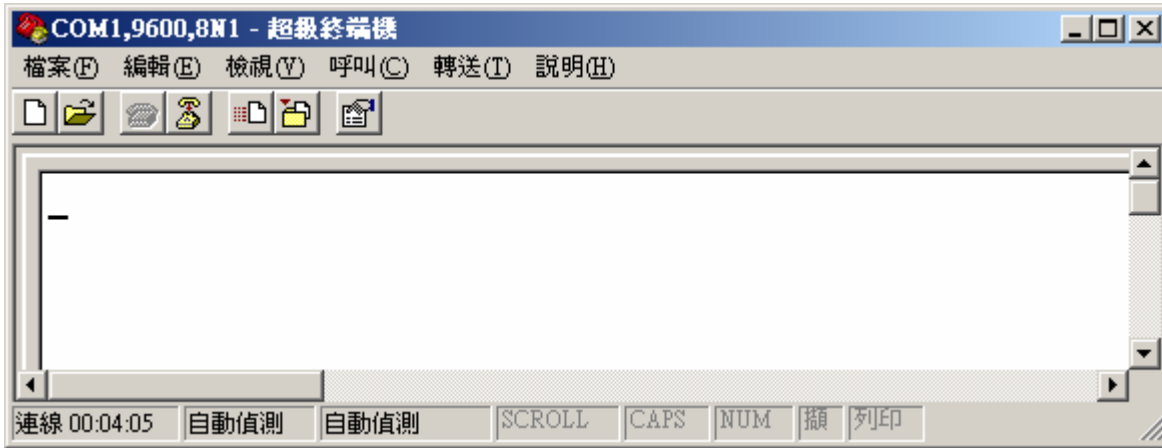 COM1,9600,8N1 - 超級終端機
檔案(F) 編輯(E) 檢視(V) 呼叫(C) 轉送(T) 說明(H)
連線 00:04:05 自動偵測 自動偵測 SCROLL CAPS NUM 擷 列印